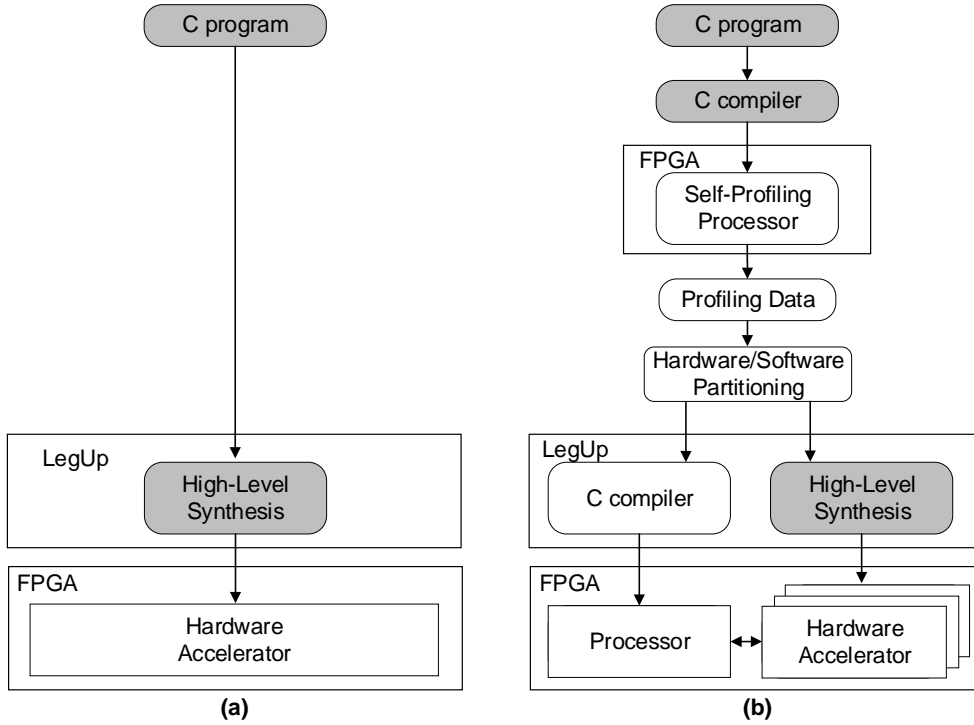 C program
LegUp
High-Level
Synthesis
FPGA
Hardware
Accelerator
(a)
C program
C compiler
FPGA
Self-Profiling
Processor
Profiling Data
Hardware/Software
Partitioning
LegUp
C compiler
High-Level
Synthesis
FPGA
Processor
Hardware
Accelerator
(b)